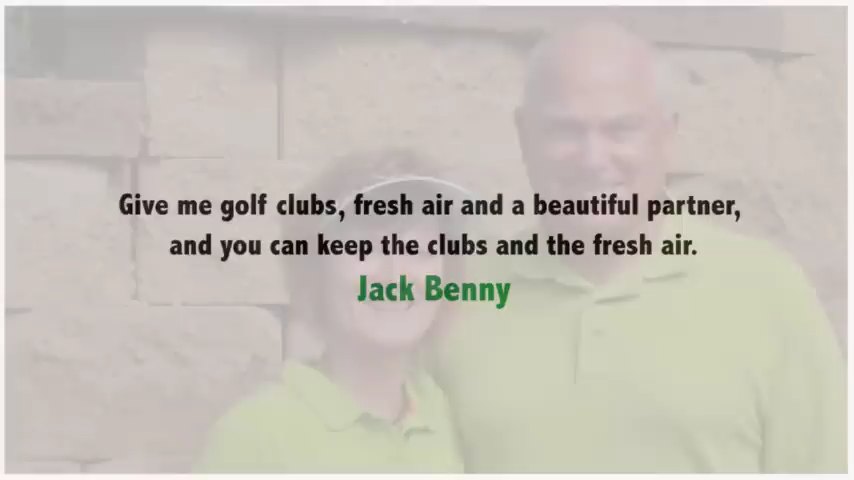 Give me golf clubs, fresh air and a beautiful partner,
and you can keep the clubs and the fresh air.
Jack Benny